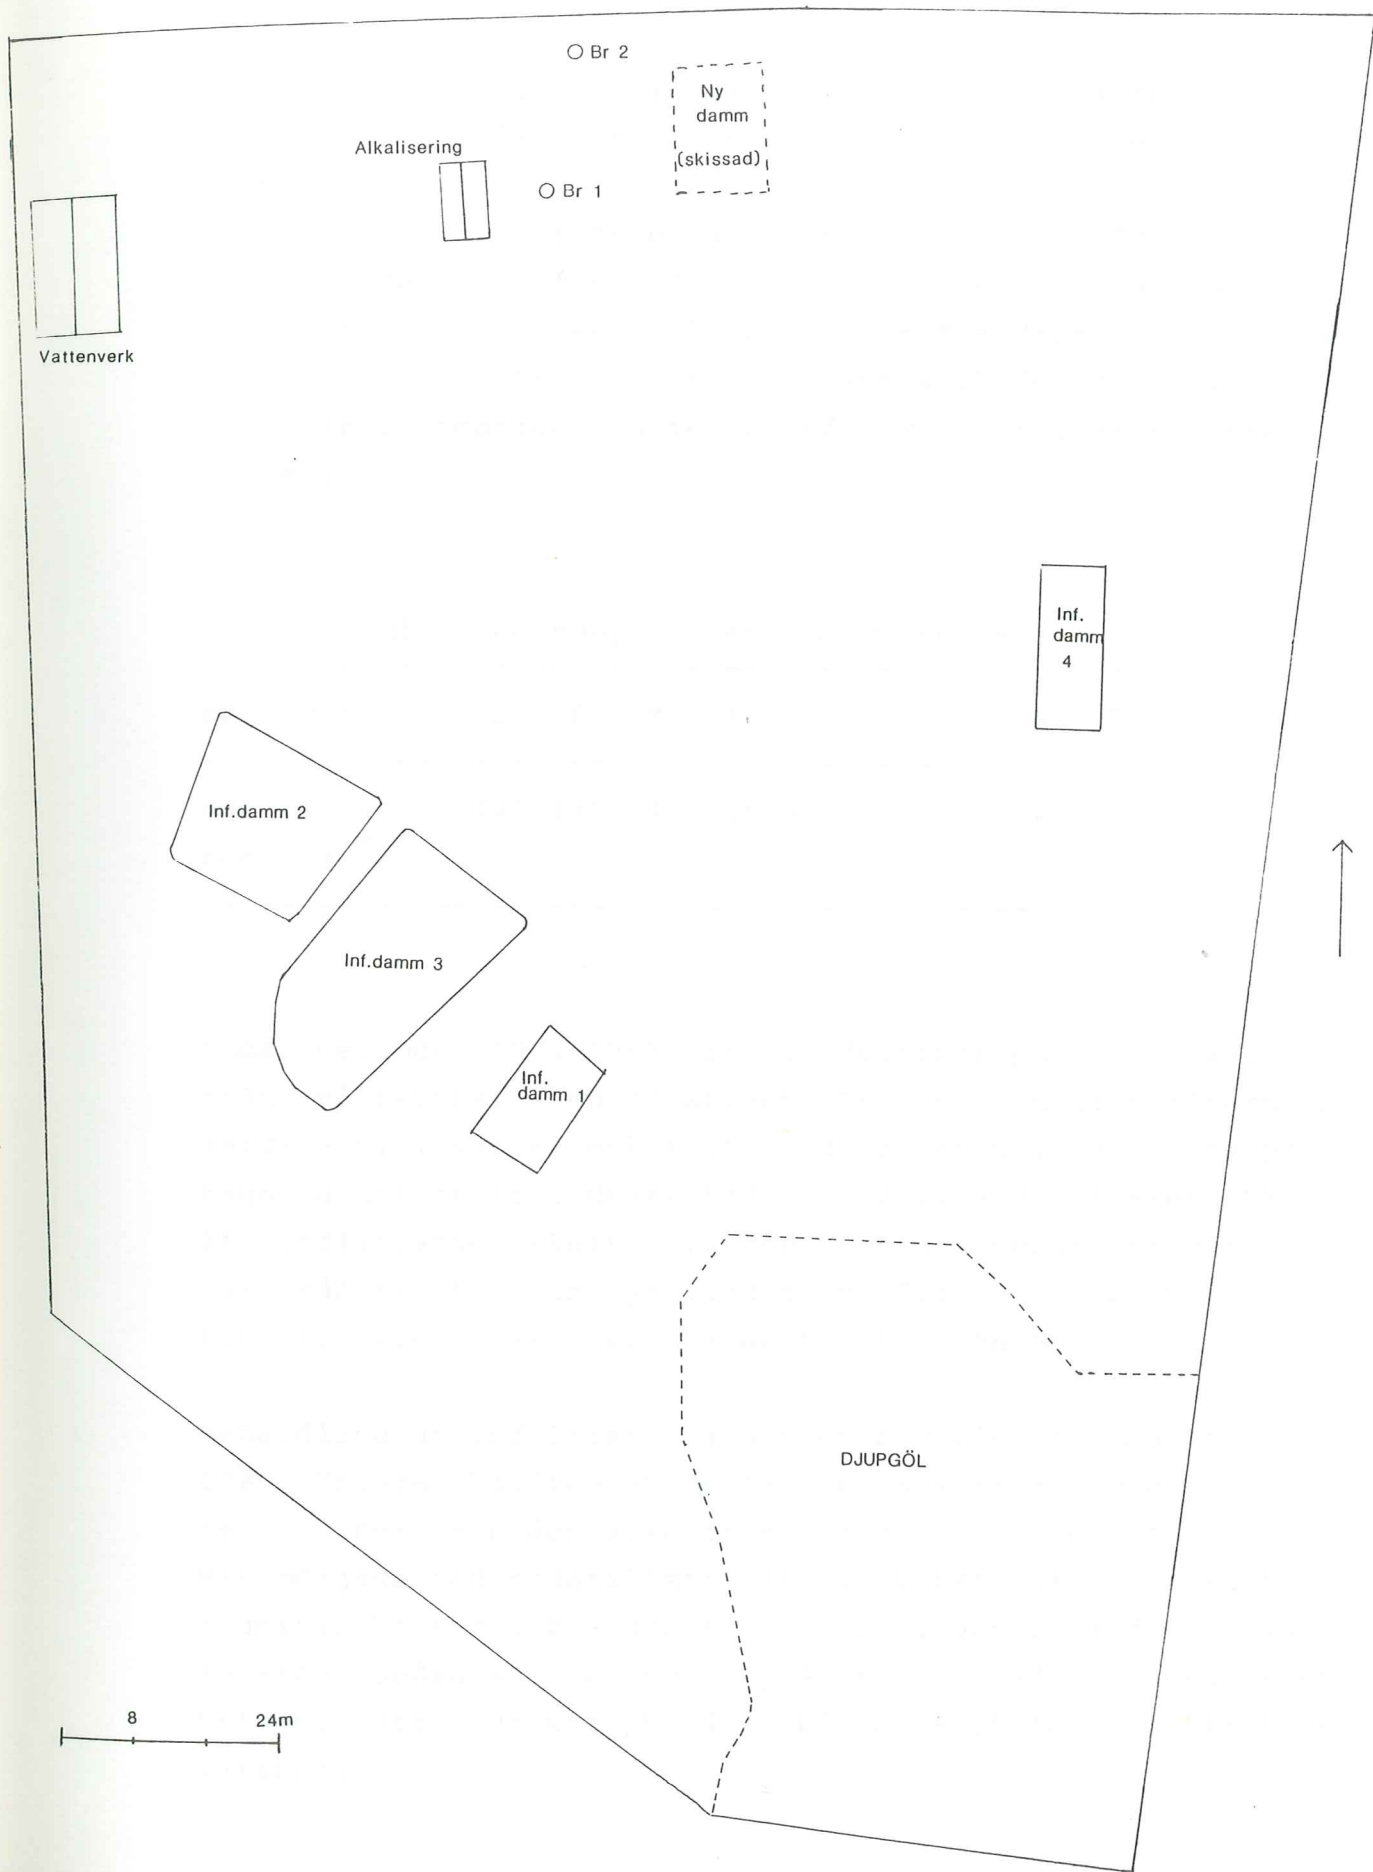 Br 2
Ny
damm
(skissad)
Alkalisering
Br 1
Vattenverk
Inf.
damm
4
Inf.damm 2
Inf.damm 3
Inf.
damm 1
DJUPGÖL
8
24m